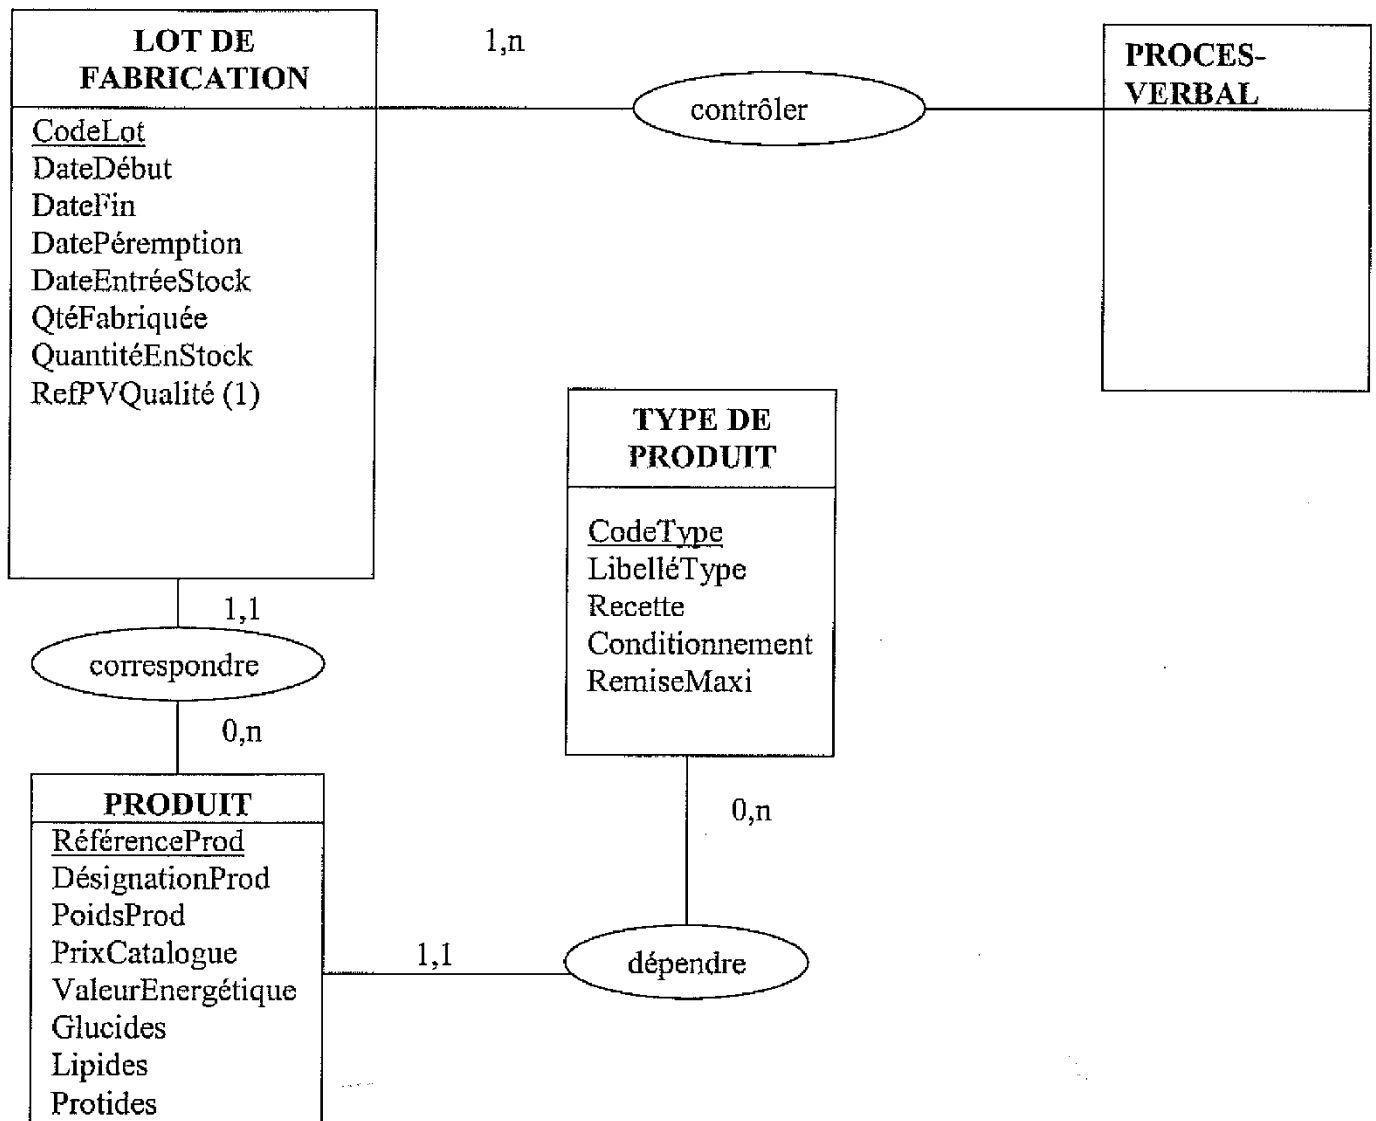 LOT DE
FABRICATION
CodeLot
DateDébut
DateFin
DatePéremption
DateEntréeStock
QtéFabriquée
QuantitéEnStock
RefPVQualité (1)
1,n
contrôler
PROCES-
VERBAL
TYPE DE
PRODUIT
CodeType
LibelléType
Recette
Conditionnement
RemiseMaxi
1,1
correspondre
0,n
PRODUIT
RéférenceProd
DésignationProd
PoidsProd
PrixCatalogue
ValeurEnergétique
Glucides
Lipides
Protides
0,n
1,1
dépendre